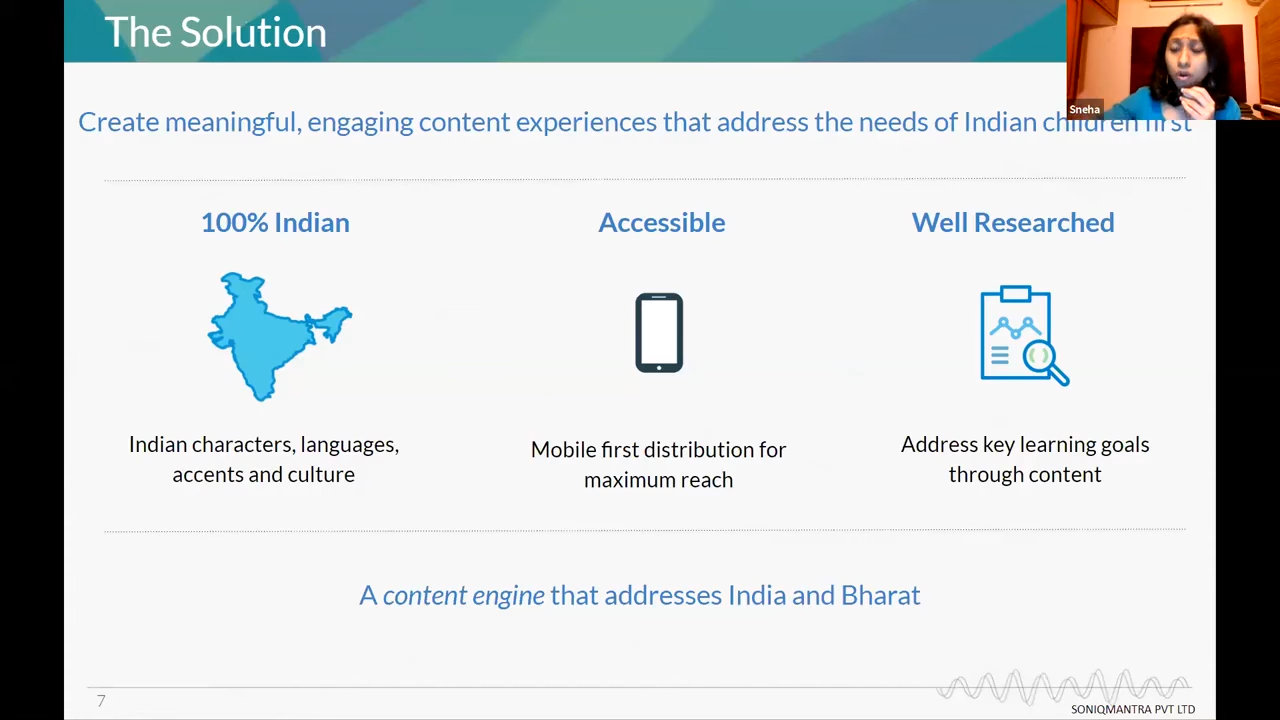 The Solution
Sneha
Create meaningful, engaging content experiences that address the needs of Indian children first
100% Indian
Accessible
Well Researched
Indian characters, languages,
accents and culture
Mobile first distribution for
maximum reach
Address key learning goals
through content
A content engine that addresses India and Bharat
7
SONIQMANTRA PVT LTD